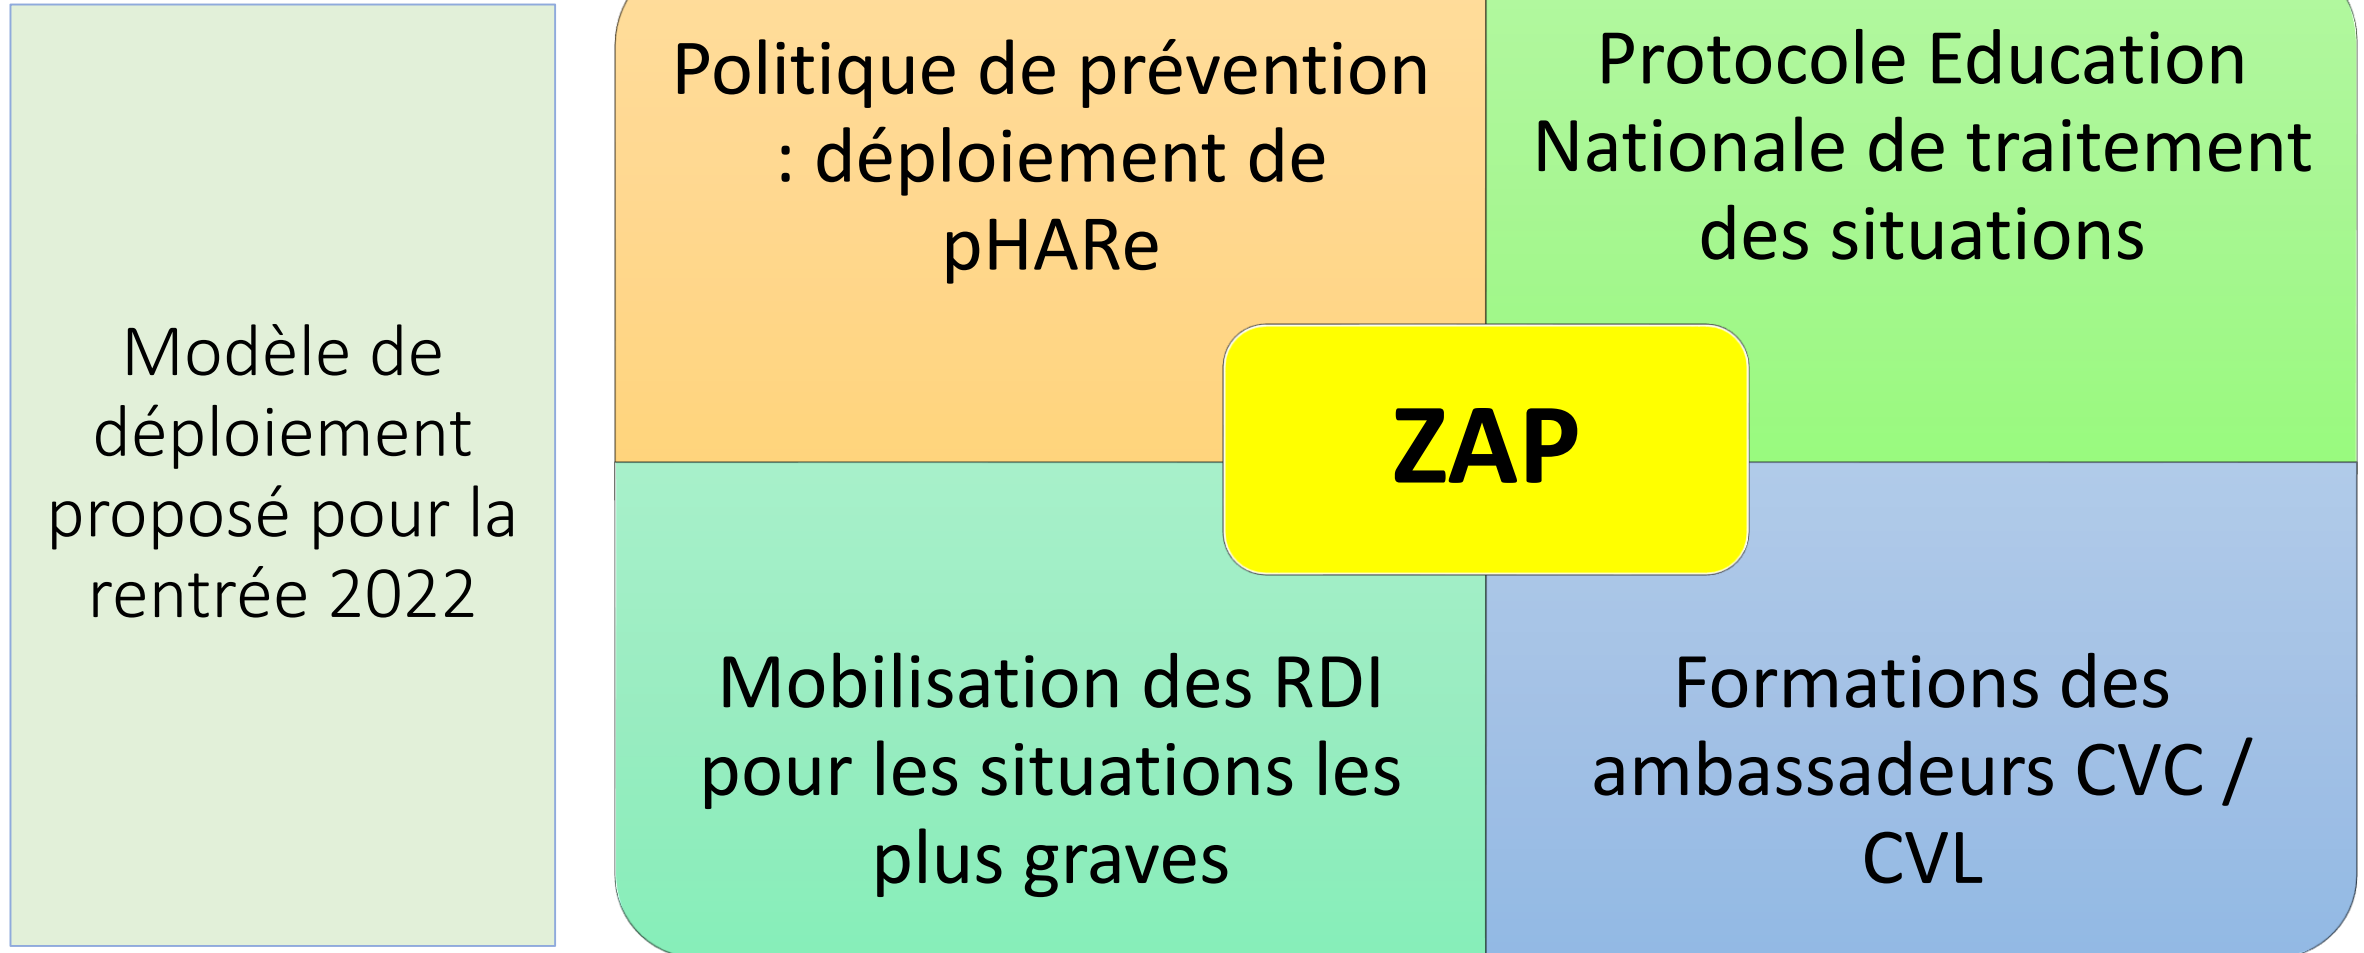 Modèle de
déploiement
proposé pour la
rentrée 2022
Politique de prévention
: déploiement de
pHARe
Protocole Education
Nationale de traitement
des situations
ZAP
Mobilisation des RDI
pour les situations les
plus graves
Formations des
ambassadeurs CVC /
CVL